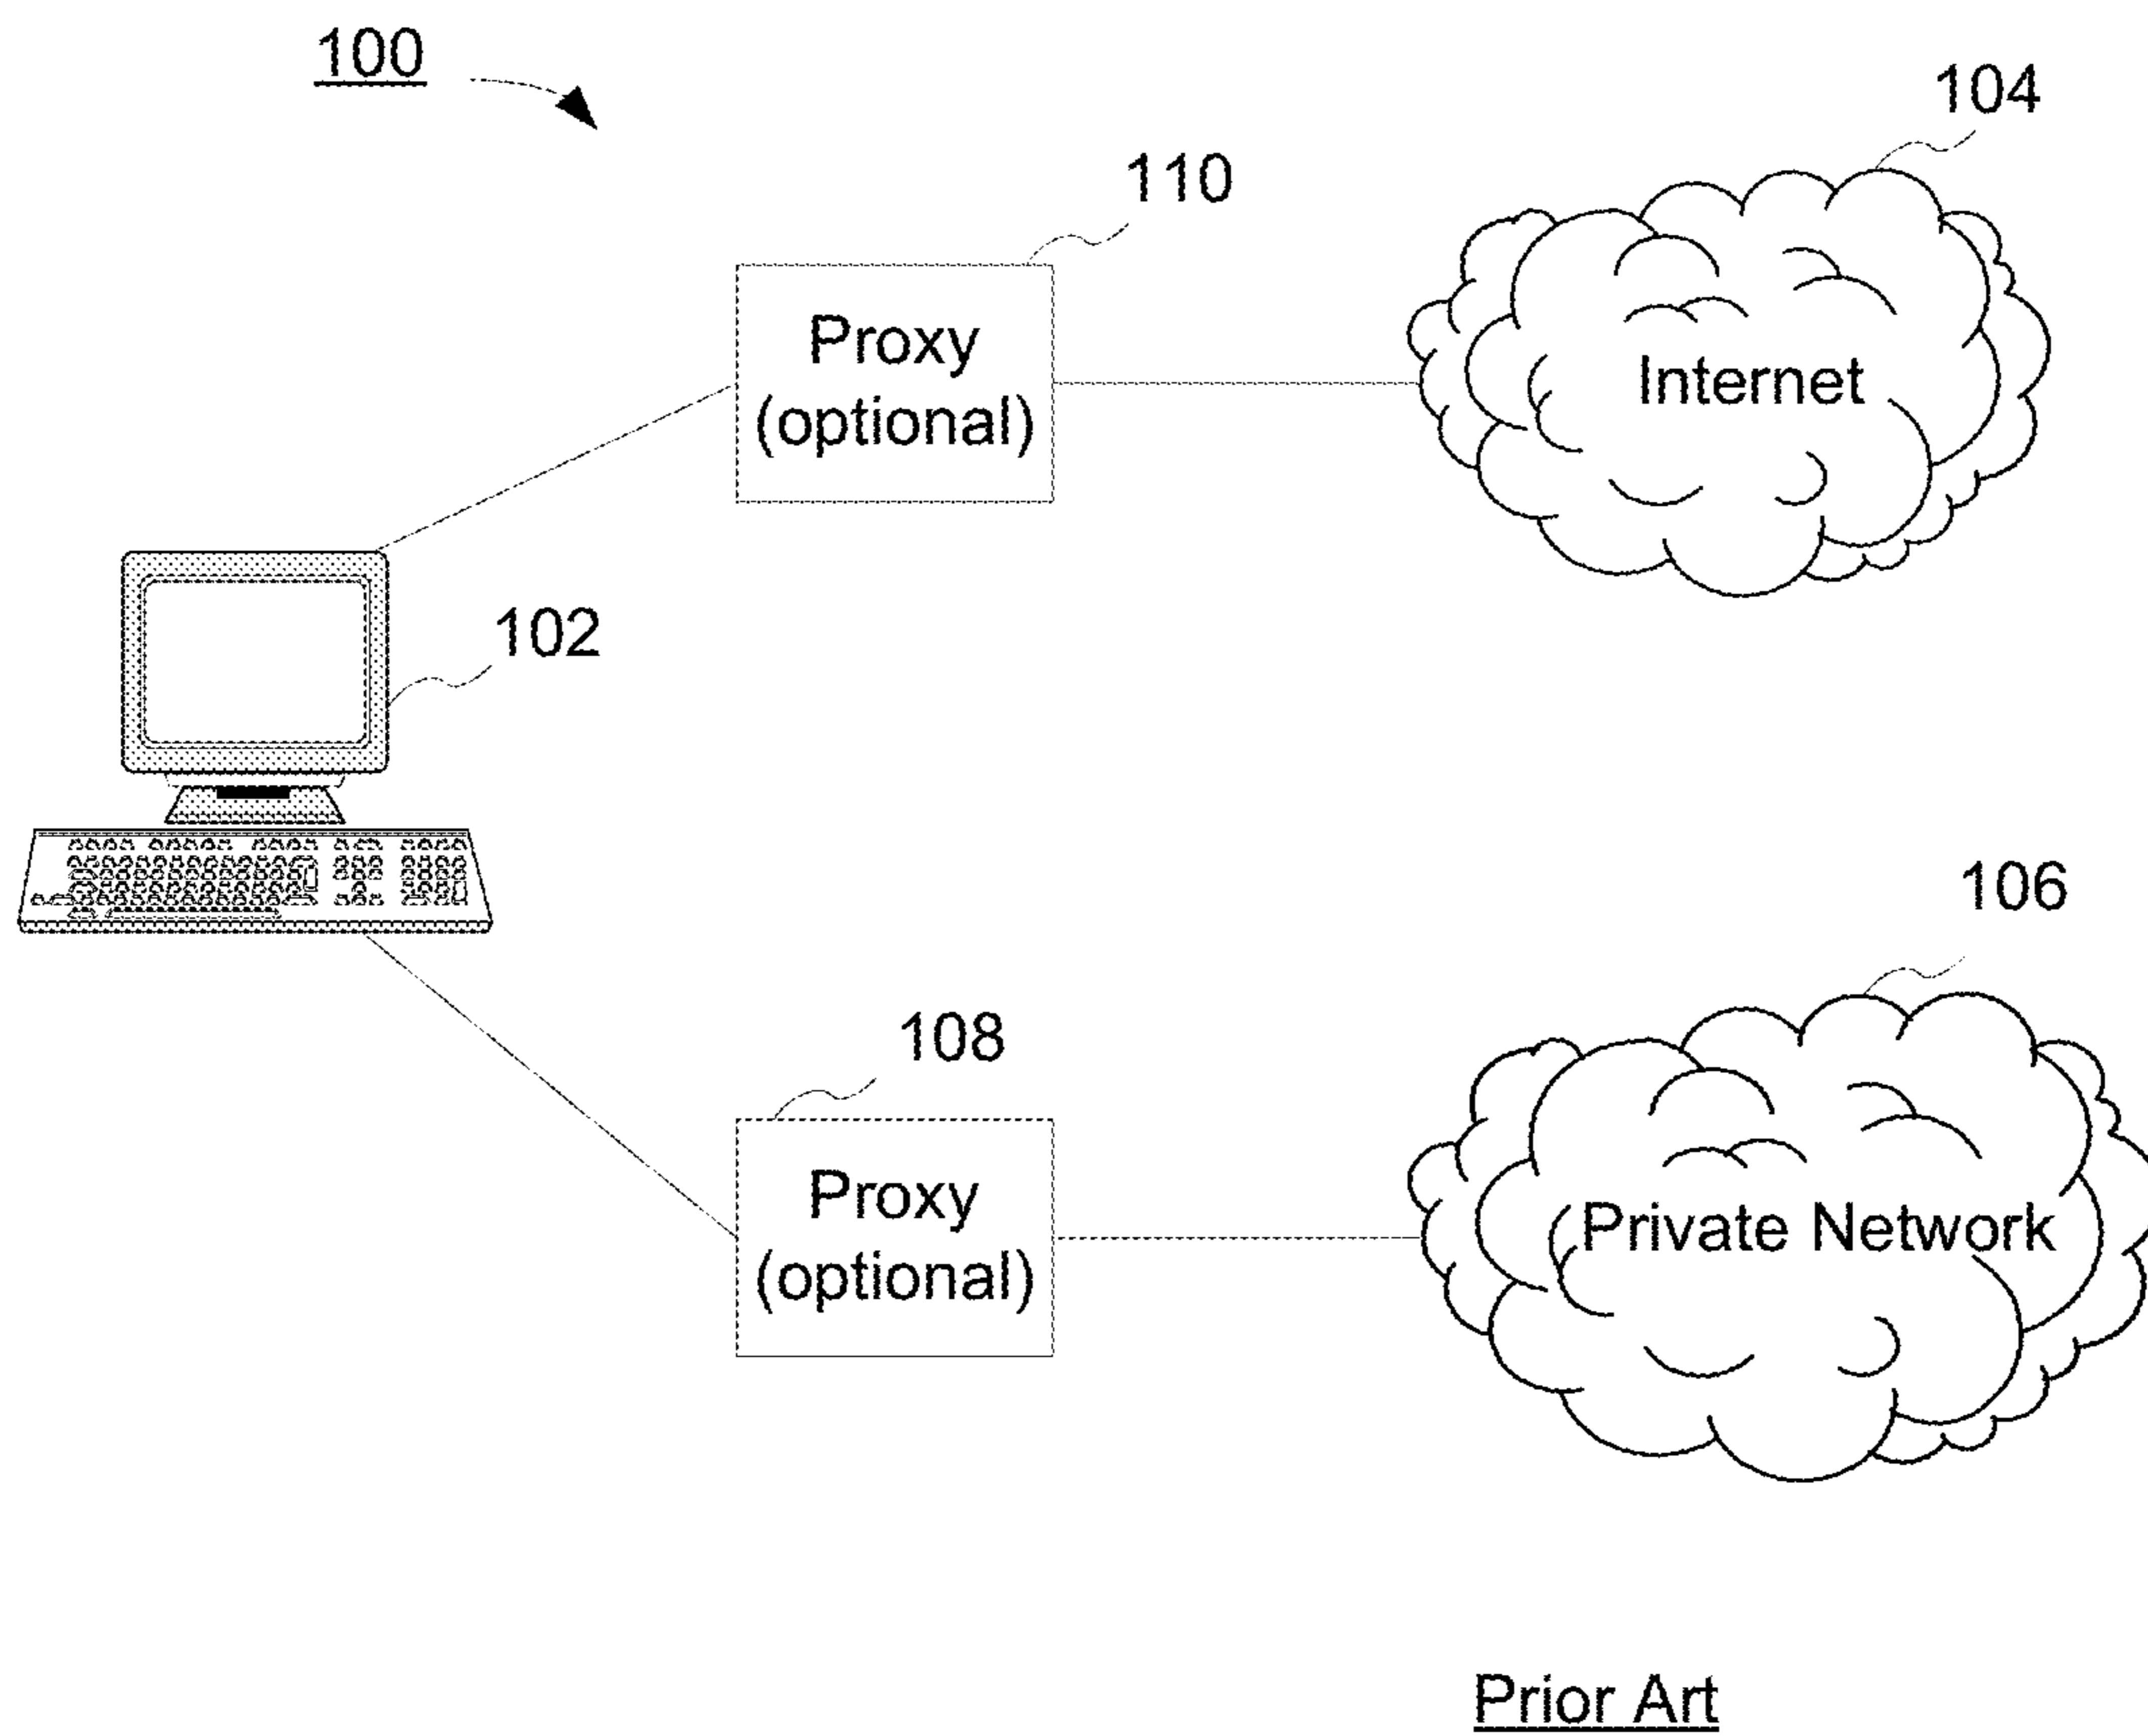 100
104
110
Proxy
(optional)
Internet
102
106
108
Proxy
(optional)
Private Network
Prior Art